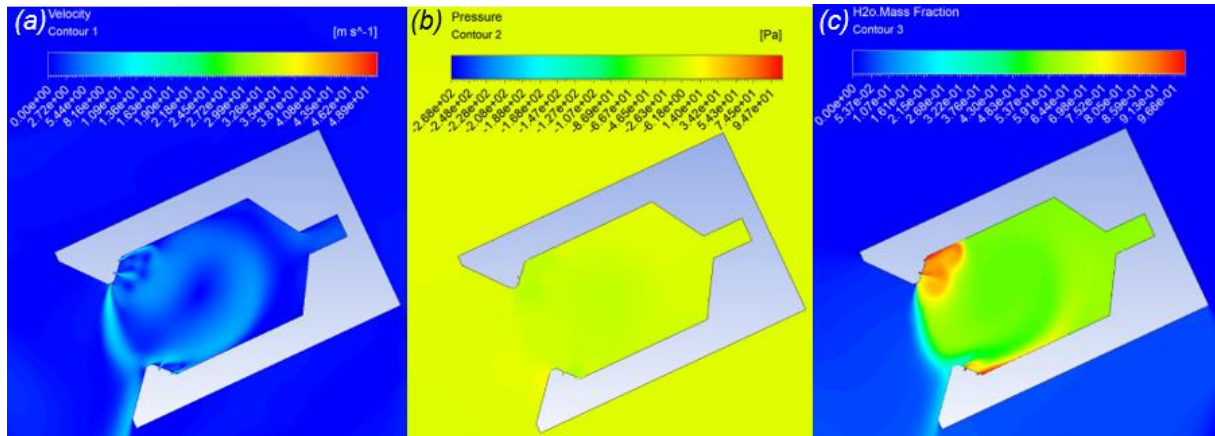 (a)
Velocity
Contour 1
[m s^-1]
0.00e+00
2.72e-02
5.44e-02
8.16e-02
1.09e-01
1.36e-01
1.63e-01
1.90e-01
2.18e-01
2.45e-01
2.72e-01
2.99e-01
3.26e-01
3.54e-01
3.81e-01
4.08e-01
4.35e-01
4.62e-01
4.89e-01
(b)
Pressure
Contour 2
[Pa]
-2.68e+02
-2.48e+02
-2.28e+02
-2.08e+02
-1.88e+02
-1.68e+02
-1.47e+02
-1.27e+02
-1.07e+02
-8.69e+01
-6.67e+01
-4.65e+01
-2.63e+01
-6.18e+00
1.40e+01
3.42e+01
5.43e+01
7.45e+01
9.47e+01
(c)
H2o.Mass Fraction
Contour 3
0.00e+00
5.37e-02
1.07e-01
1.61e-01
2.15e-01
2.68e-01
3.22e-01
3.76e-01
4.30e-01
4.83e-01
5.37e-01
5.91e-01
6.44e-01
6.98e-01
7.52e-01
8.05e-01
8.59e-01
9.13e-01
9.66e-01